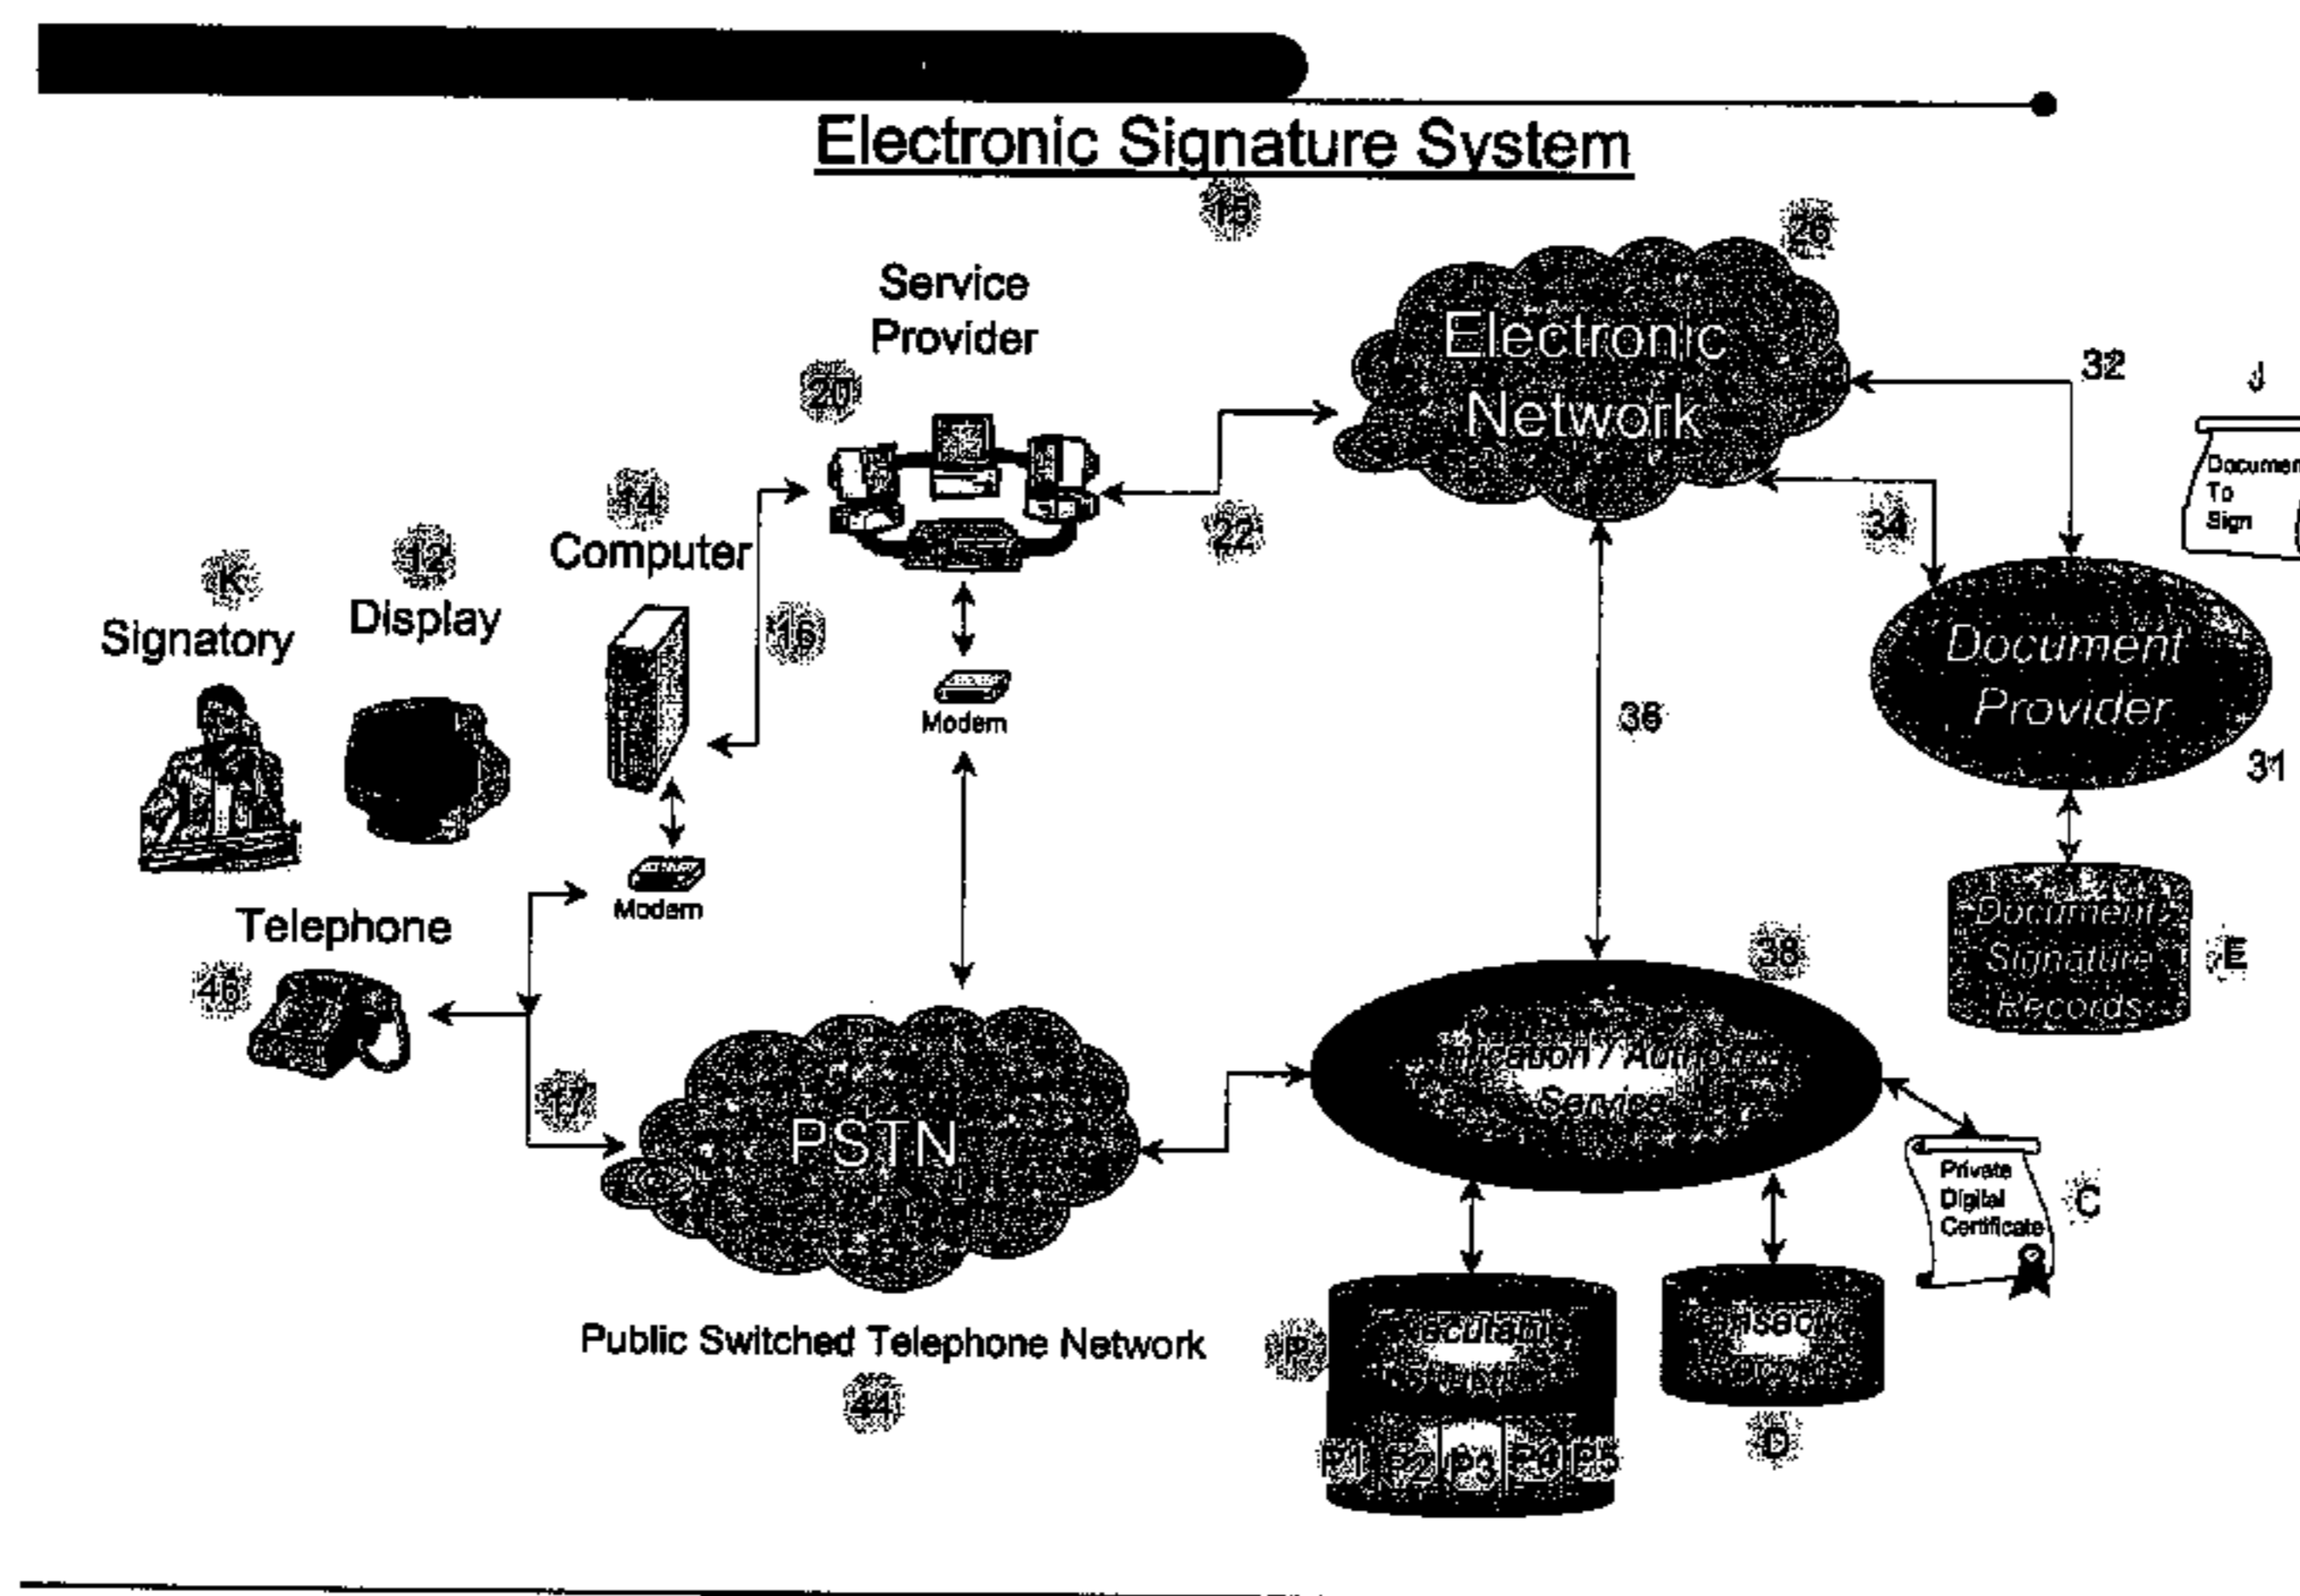 Electronic Signature System
15
26
Service
Provider
20
Electronic
Network
32
J
Document
To
Sign
14
Computer
22
34
K
Signatory
12
Display
16
Modem
36
Document
Provider
31
Modem
Telephone
46
38
Document
Signature
Records
E
17
PSTN
Service
Private
Digital
Certificate
C
Public Switched Telephone Network
44
P
P1 P2 P3 P4 P5
D